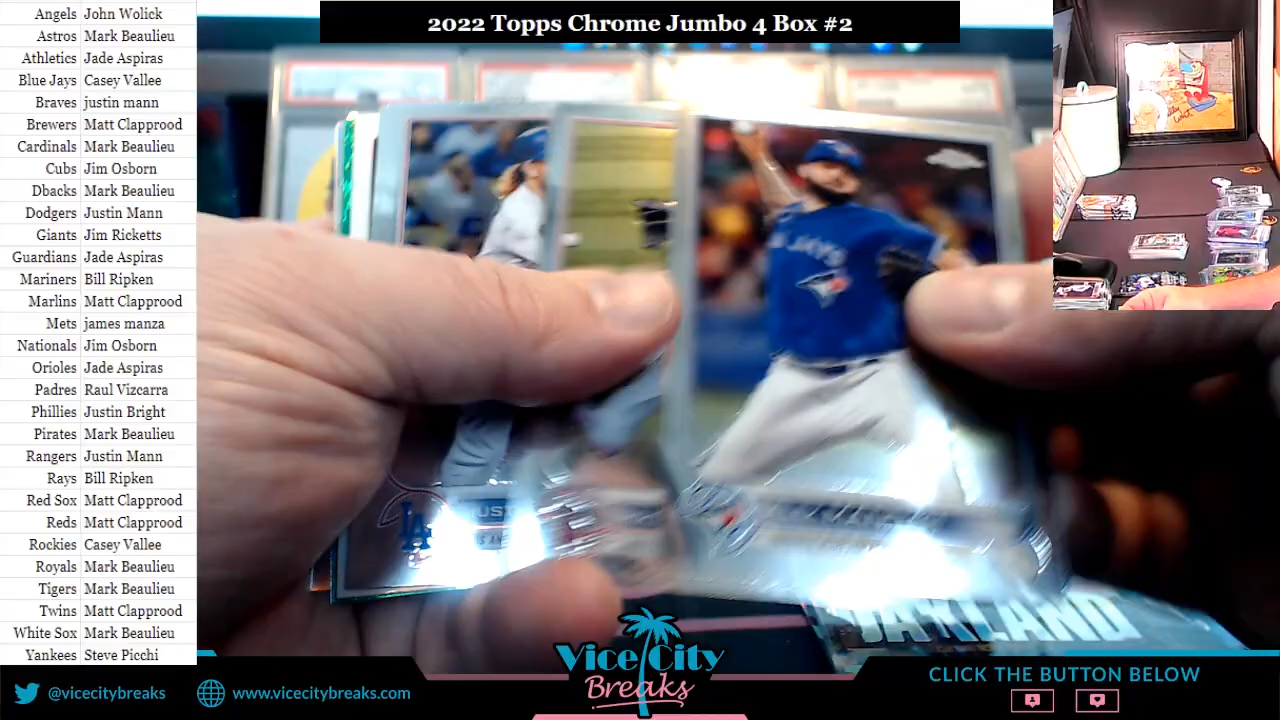 2022 Topps Chrome Jumbo 4 Box #2
Angels John Wolick
Astros Mark Beaulieu
Athletics Jade Aspiras
Blue Jays Casey Vallee
Braves justin mann
Brewers Matt Clapprood
Cardinals Mark Beaulieu
Cubs Jim Osborn
Dbacks Mark Beaulieu
Dodgers Justin Mann
Giants Jim Ricketts
Guardians Jade Aspiras
Mariners Bill Ripken
Marlins Matt Clapprood
Mets james manza
Nationals Jim Osborn
Orioles Jade Aspiras
Padres Raul Vizcarra
Phillies Justin Bright
Pirates Mark Beaulieu
Rangers Justin Mann
Rays Bill Ripken
Red Sox Matt Clapprood
Reds Matt Clapprood
Rockies Casey Vallee
Royals Mark Beaulieu
Tigers Mark Beaulieu
Twins Matt Clapprood
White Sox Mark Beaulieu
Yankees Steve Picchi
JAYS
LA
OAKLAND
@vicecitybreaks
www.vicecitybreaks.com
Vice City
Breaks
CLICK THE BUTTON BELOW